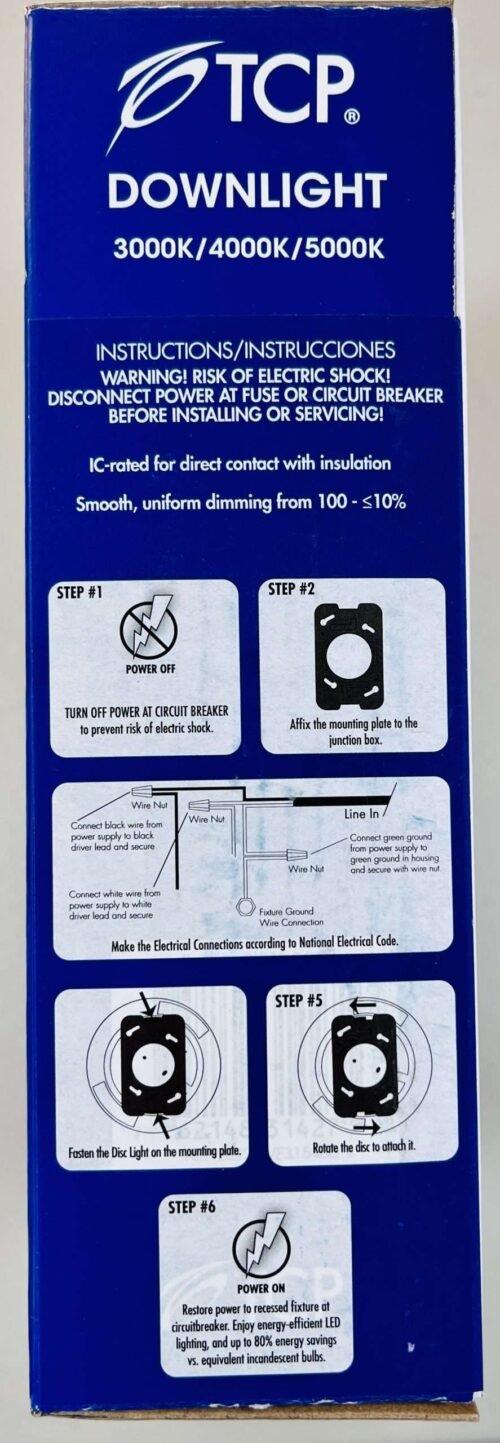 TCP®
DOWNLIGHT
3000K/4000K/5000K
INSTRUCTIONS/INSTRUCCIONES
WARNING! RISK OF ELECTRIC SHOCK!
DISCONNECT POWER AT FUSE OR CIRCUIT BREAKER
BEFORE INSTALLING OR SERVICING!
IC-rated for direct contact with insulation
Smooth, uniform dimming from 100 - ≤10%
STEP #1
POWER OFF
TURN OFF POWER AT CIRCUIT BREAKER
to prevent risk of electric shock.
STEP #2
Affix the mounting plate to the
junction box.
Wire Nut
Connect black wire from
power supply to black
driver lead and secure
Wire Nut
Line In
Connect green ground
from power supply to
green ground in housing
and secure with wire nut
Wire Nut
Connect white wire from
power supply to white
driver lead and secure
Fixture Ground
Wire Connection
Make the Electrical Connections according to National Electrical Code.
Fasten the Disc Light on the mounting plate.
STEP #5
Rotate the disc to attach it.
STEP #6
POWER ON
Restore power to recessed fixture at
circuitbreaker. Enjoy energy-efficient LED
lighting, and up to 80% energy savings
vs. equivalent incandescent bulbs.